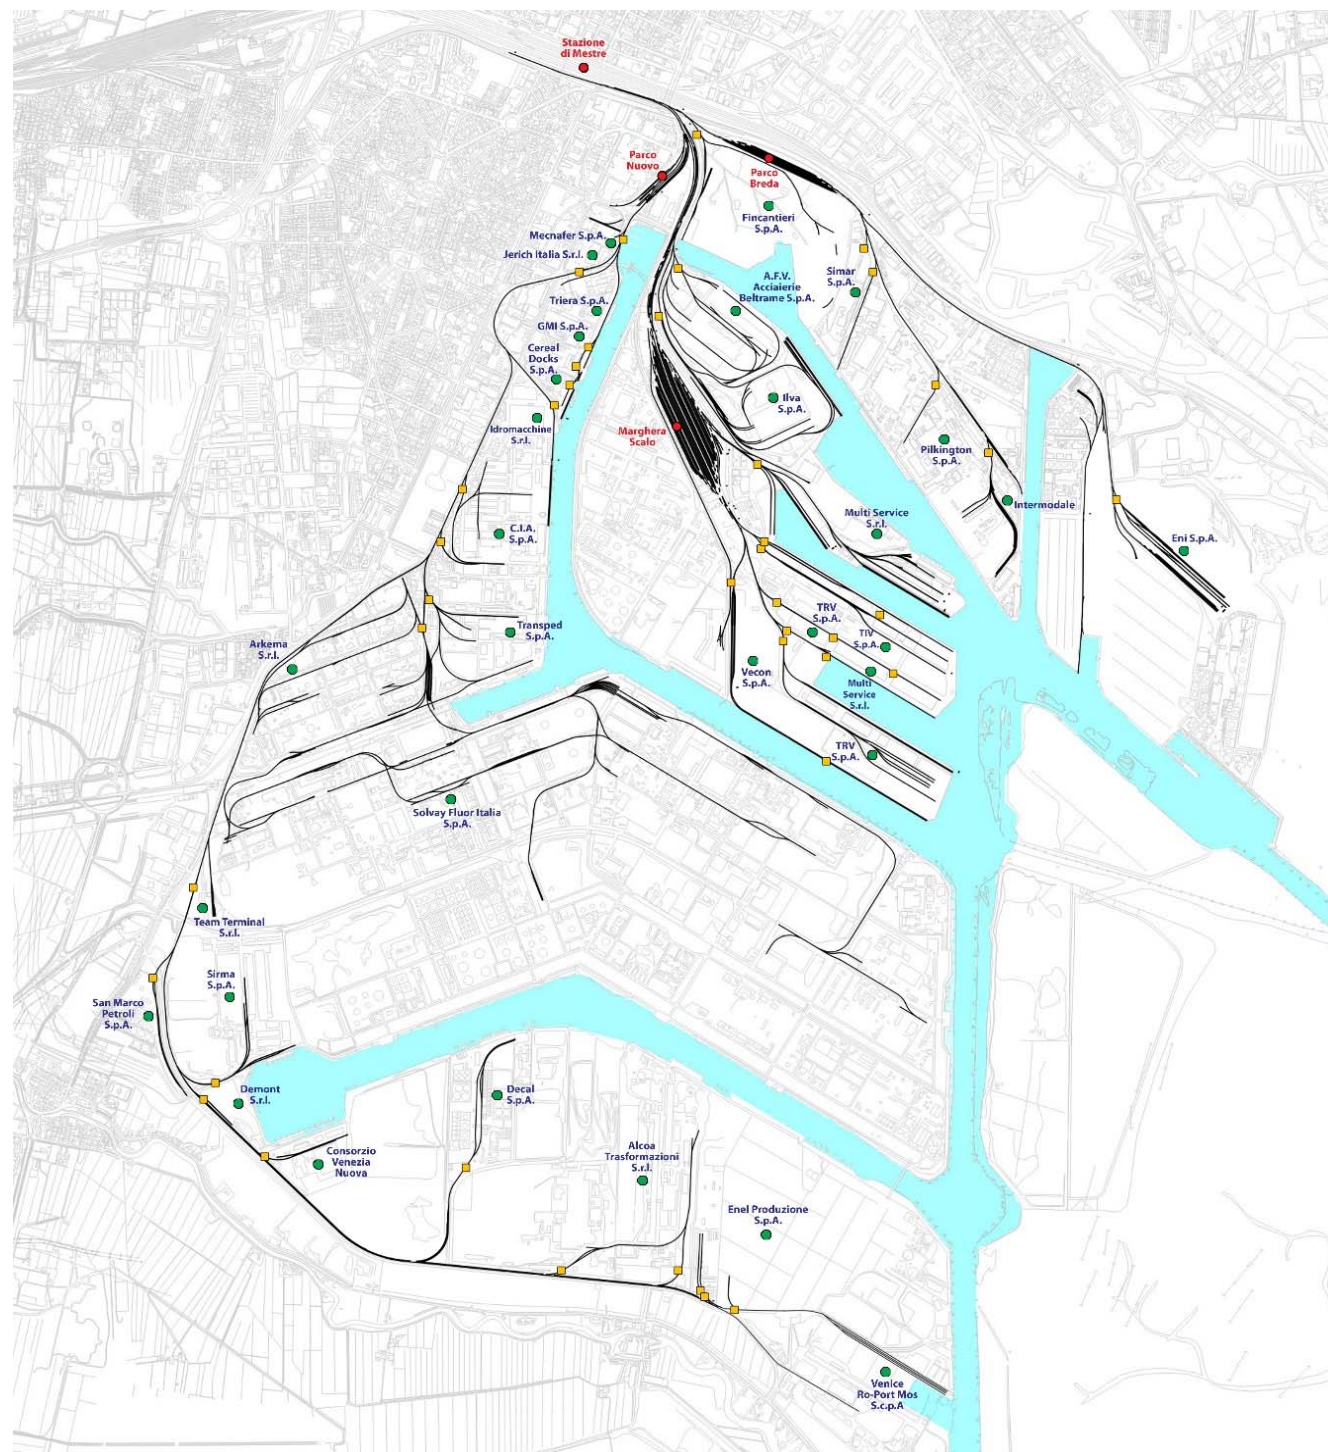 Stazione
di Mestre
Parco
Nuovo
Parco
Breda
Fincantieri
S.p.A.
Mecnafer S.p.A.
Jerich Italia S.r.l.
Simar
S.p.A.
A.F.V.
Acciaierie
Beltrame S.p.A.
Triera S.p.A.
GMI S.p.A.
Cereal
Docks
S.p.A.
Ilva
S.p.A.
Idromacchine
S.r.l.
Marghera
Scalo
Pilkington
S.p.A.
Intermodale
Multi Service
S.r.l.
C.I.A.
S.p.A.
Eni S.p.A.
TRV
S.p.A.
TIV
S.p.A.
Transped
S.p.A.
Arkema
S.r.l.
Vecon
S.p.A.
Multi
Service
S.r.l.
TRV
S.p.A.
Solvay Fluor Italia
S.p.A.
Team Terminal
S.r.l.
Sirma
S.p.A.
San Marco
Petroli
S.p.A.
Demont
S.r.l.
Decal
S.p.A.
Consorzio
Venezia
Nuova
Alcoa
Trasformazioni
S.r.l.
Enel Produzione
S.p.A.
Venice
Ro-Port Mos
S.c.p.A